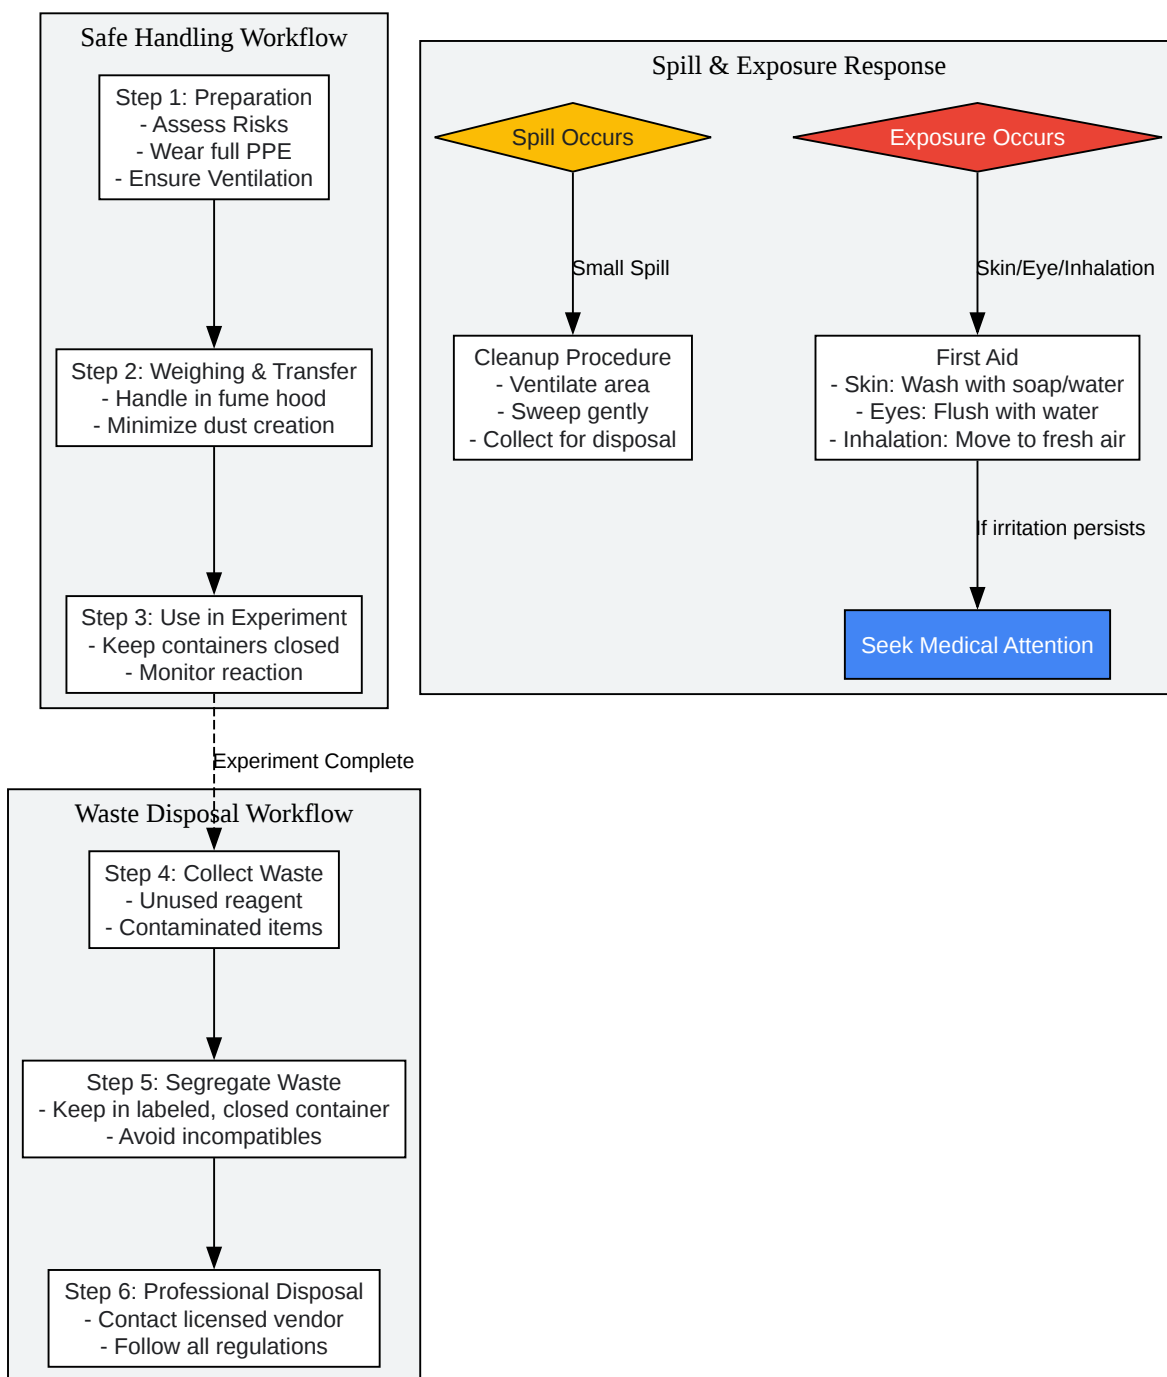 Safe Handling Workflow
Step 1: Preparation
- Assess Risks
- Wear full PPE
- Ensure Ventilation
Step 2: Weighing & Transfer
- Handle in fume hood
- Minimize dust creation
Step 3: Use in Experiment
- Keep containers closed
- Monitor reaction
Experiment Complete
Waste Disposal Workflow
Step 4: Collect Waste
- Unused reagent
- Contaminated items
Step 5: Segregate Waste
- Keep in labeled, closed container
- Avoid incompatibles
Step 6: Professional Disposal
- Contact licensed vendor
- Follow all regulations
Spill & Exposure Response
Spill Occurs
Small Spill
Cleanup Procedure
- Ventilate area
- Sweep gently
- Collect for disposal
Exposure Occurs
Skin/Eye/Inhalation
First Aid
- Skin: Wash with soap/water
- Eyes: Flush with water
- Inhalation: Move to fresh air
If irritation persists
Seek Medical Attention